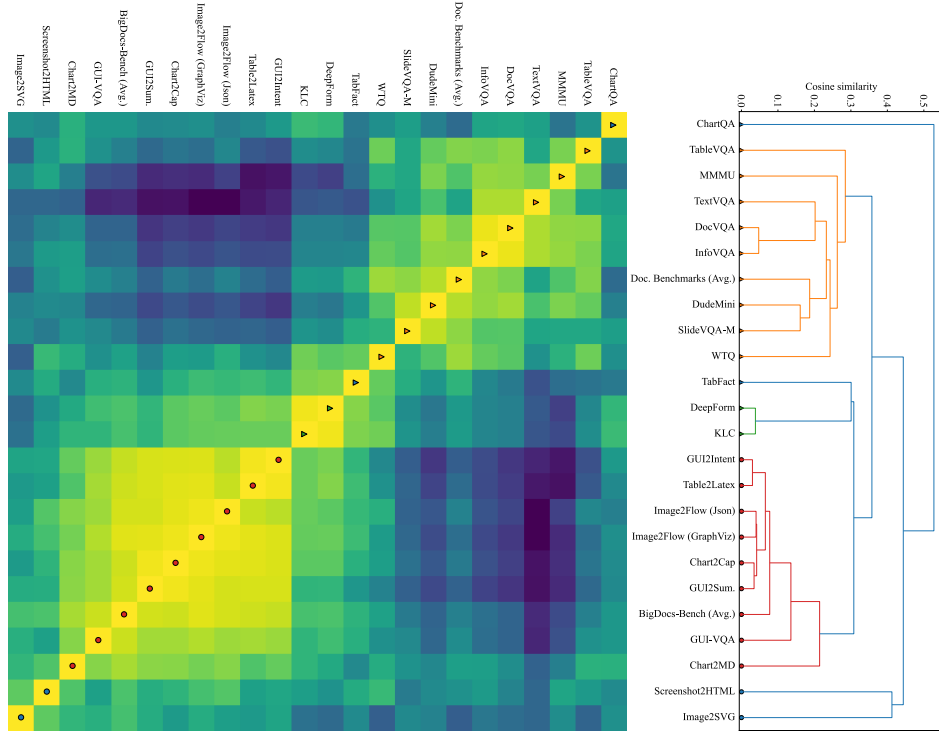 Image2SVG
Screenshot2HTML
Chart2MD
GUI-VQA
BigDocs-Bench (Avg.)
GUI2Sum.
Chart2Cap
Image2Flow (GraphViz)
Image2Flow (Json)
Table2Latex
GUI2Intent
KLC
DeepForm
TabFact
WTQ
SlideVQA-M
DudeMini
Doc. Benchmarks (Avg.)
InfoVQA
DocVQA
TextVQA
MMMU
TableVQA
ChartQA
Cosine similarity
0.0
0.1
0.2
0.3
0.4
0.5
ChartQA
TableVQA
MMMU
TextVQA
DocVQA
InfoVQA
Doc. Benchmarks (Avg.)
DudeMini
SlideVQA-M
WTQ
TabFact
DeepForm
KLC
GUI2Intent
Table2Latex
Image2Flow (Json)
Image2Flow (GraphViz)
Chart2Cap
GUI2Sum.
BigDocs-Bench (Avg.)
GUI-VQA
Chart2MD
Screenshot2HTML
Image2SVG